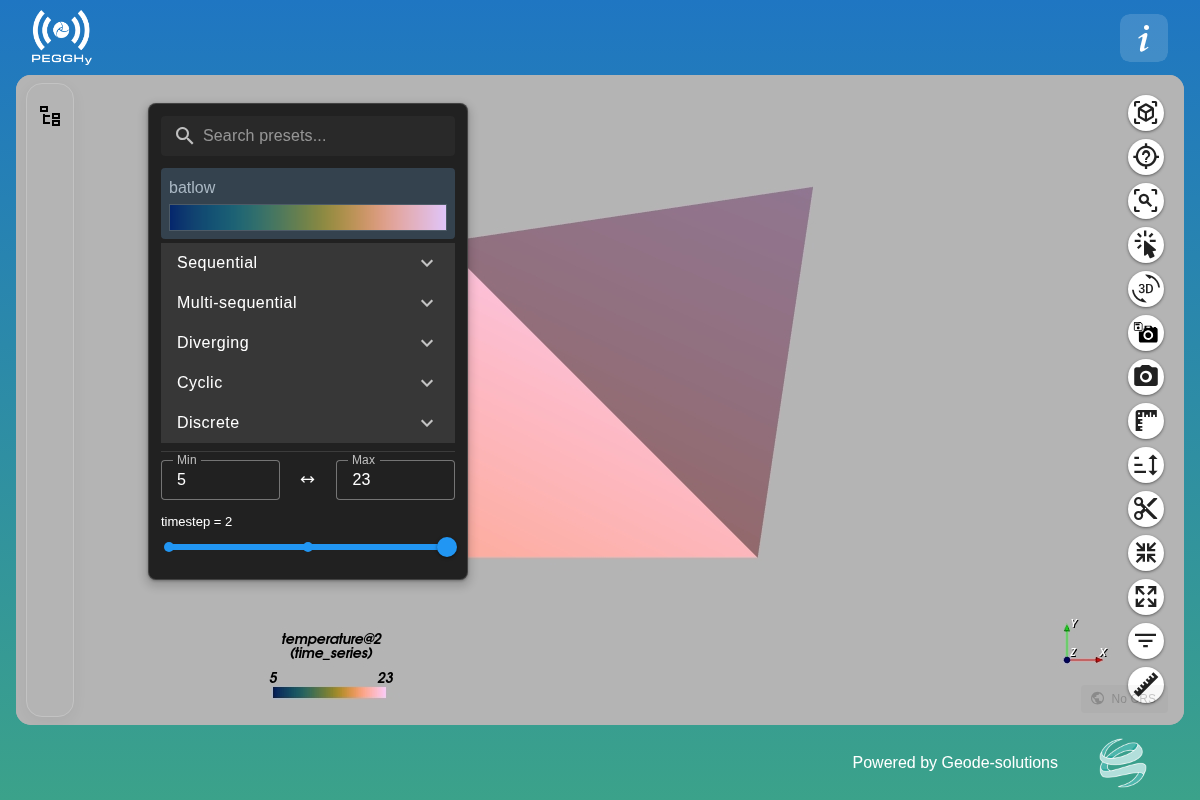 PEGGHy
i
Search presets...
batlow
Sequential
Multi-sequential
Diverging
Cyclic
Discrete
Min
Max
5
23
timestep = 2
3D
temperature@2
(time_series)
5
23
Y
Z
X
No CRS
Powered by Geode-solutions